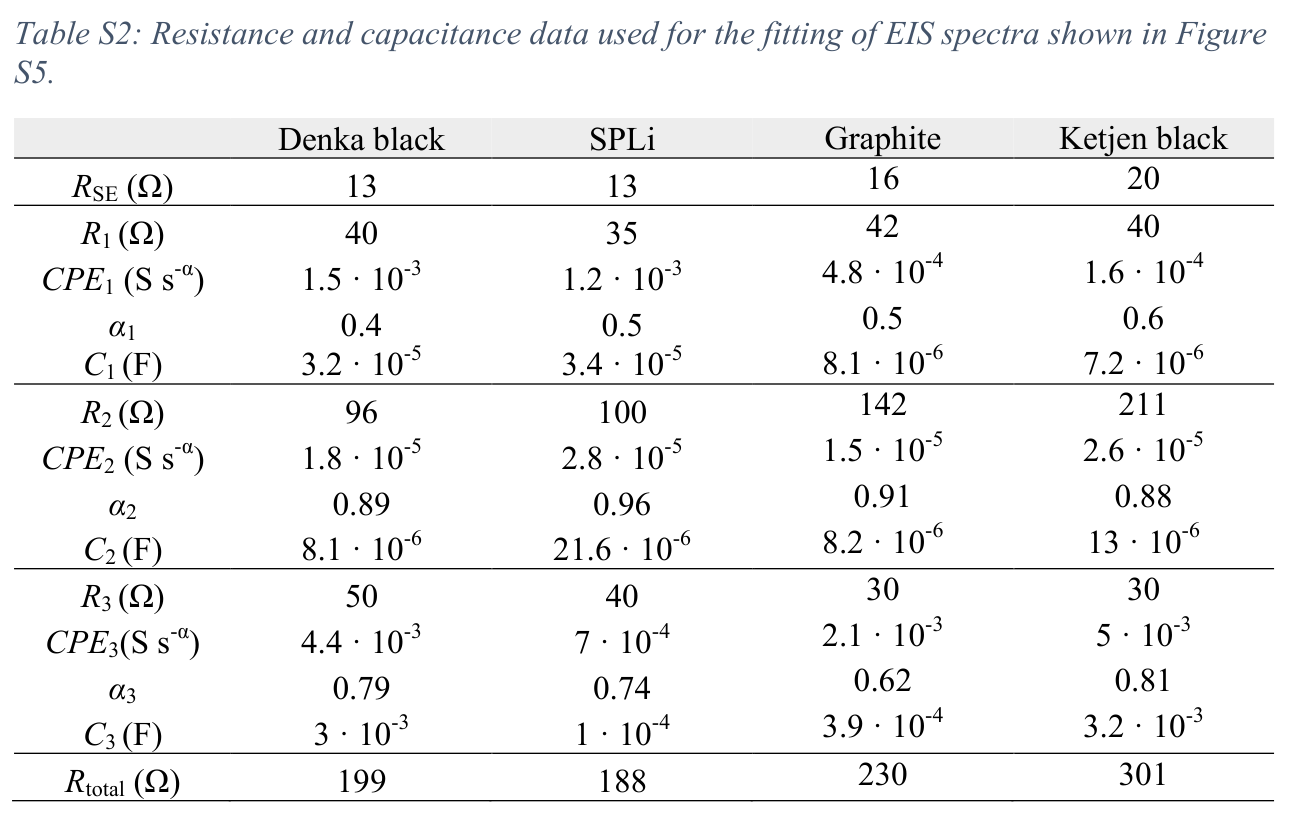 Table S2: Resistance and capacitance data used for the fitting of EIS spectra shown in Figure
S5.
Denka black SPLi Graphite Ketjen black
R_SE (Ω) 13 13 16 20
R₁ (Ω) 40 35 42 40
CPE₁ (S s^-α) 1.5 · 10^-3 1.2 · 10^-3 4.8 · 10^-4 1.6 · 10^-4
α₁ 0.4 0.5 0.5 0.6
C₁ (F) 3.2 · 10^-5 3.4 · 10^-5 8.1 · 10^-6 7.2 · 10^-6
R₂ (Ω) 96 100 142 211
CPE₂ (S s^-α) 1.8 · 10^-5 2.8 · 10^-5 1.5 · 10^-5 2.6 · 10^-5
α₂ 0.89 0.96 0.91 0.88
C₂ (F) 8.1 · 10^-6 21.6 · 10^-6 8.2 · 10^-6 13 · 10^-6
R₃ (Ω) 50 40 30 30
CPE₃(S s^-α) 4.4 · 10^-3 7 · 10^-4 2.1 · 10^-3 5 · 10^-3
α₃ 0.79 0.74 0.62 0.81
C₃ (F) 3 · 10^-3 1 · 10^-4 3.9 · 10^-4 3.2 · 10^-3
R_total (Ω) 199 188 230 301